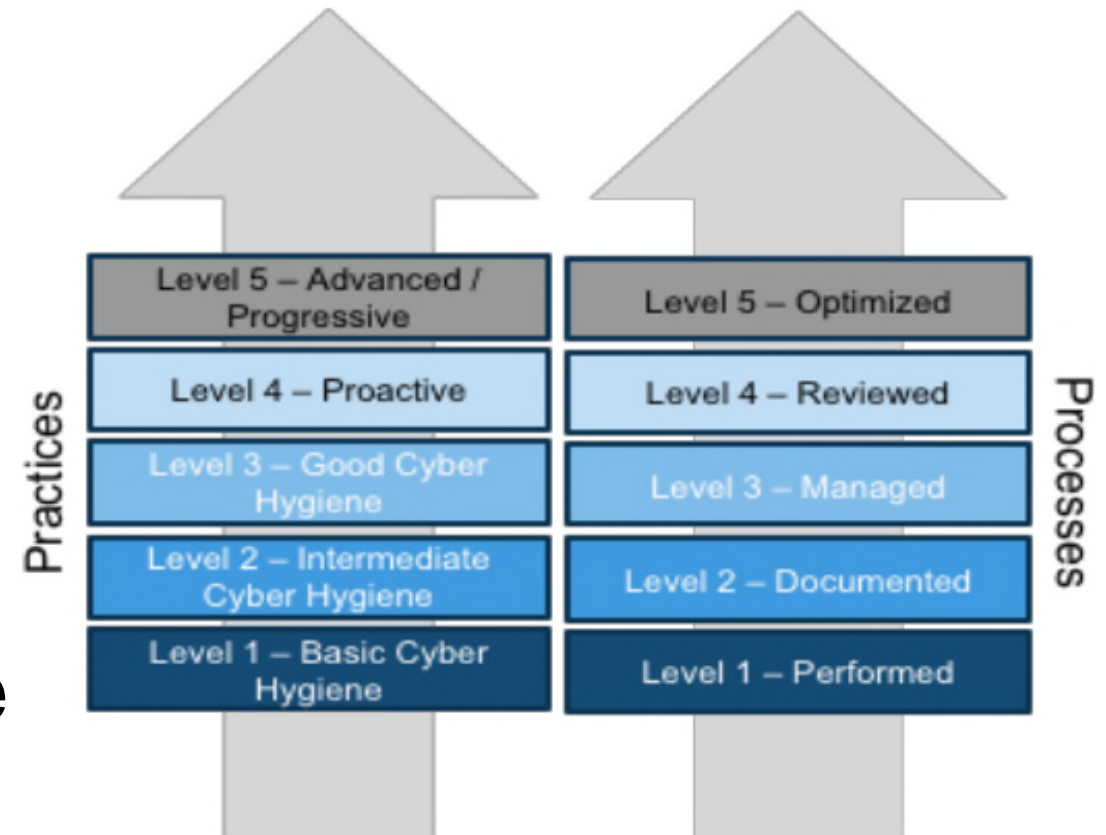 Practices
Level 5 – Advanced /
Progressive
Level 4 – Proactive
Level 3 – Good Cyber
Hygiene
Level 2 – Intermediate
Cyber Hygiene
Level 1 – Basic Cyber
Hygiene
Level 5 – Optimized
Level 4 – Reviewed
Level 3 – Managed
Level 2 – Documented
Level 1 – Performed
Processes
e